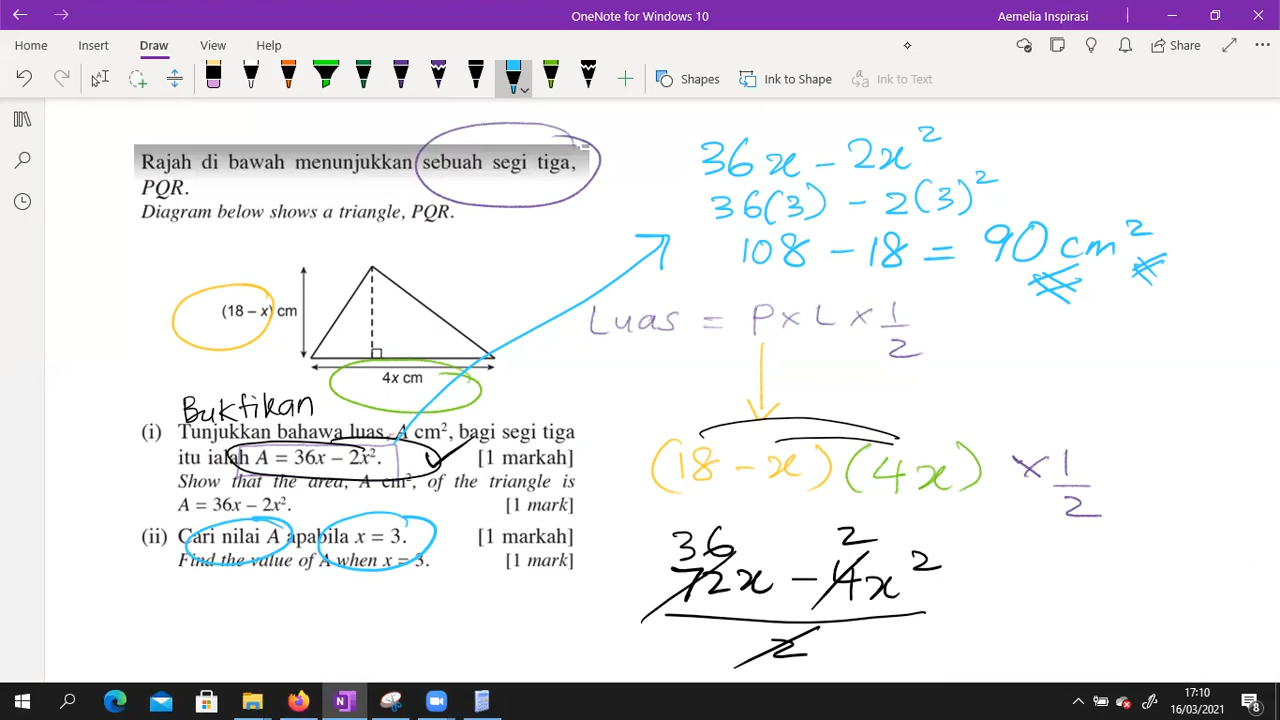 OneNote for Windows 10
Aemelia Inspirasi
Home Insert Draw View Help
Share
Shapes
Ink to Shape
Ink to Text
Rajah di bawah menunjukkan sebuah segi tiga,
PQR.
Diagram below shows a triangle, PQR.
(18 – x) cm
4x cm
Buktikan
(i) Tunjukkan bahawa luas, A cm², bagi segi tiga
itu ialah A = 36x – 2x². [1 markah]
Show that the area, A cm², of the triangle is
A = 36x – 2x². [1 mark]
(ii) Cari nilai A apabila x = 3. [1 markah]
Find the value of A when x = 3. [1 mark]
36x – 2x²
36(3) – 2(3)²
108 – 18 = 90 cm²
Luas = P x L x 1/2
(18 – x)(4x) x 1/2
36 2
72x – 4x²
2
17:10
16/03/2021
8